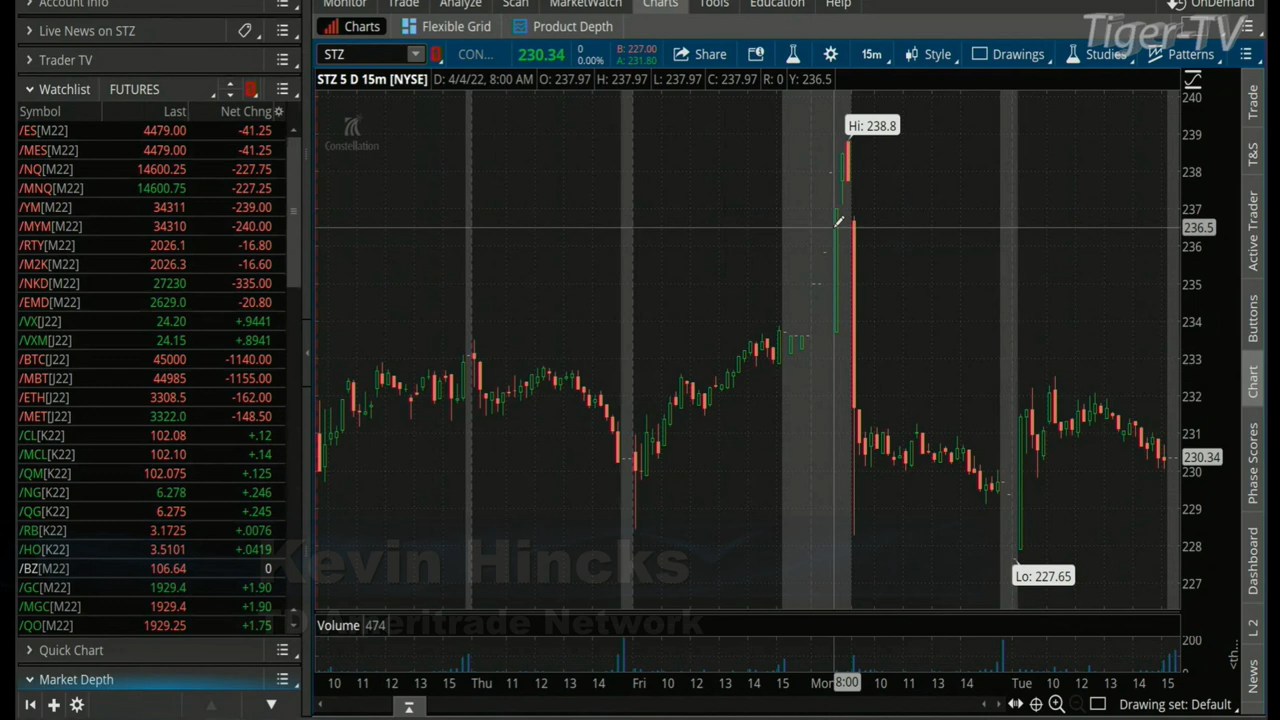 Account Info
Monitor Trade Analyze Scan MarketWatch Charts Tools Education Help
OnDemand
Tiger-TV
Live News on STZ
Charts Flexible Grid Product Depth
Trader TV
STZ CON... 230.34 0 0.00% B: 227.00 A: 231.80 Share 15m Style Drawings Studies Patterns
Watchlist FUTURES
STZ 5 D 15m [NYSE] D: 4/4/22, 8:00 AM O: 237.97 H: 237.97 L: 237.97 C: 237.97 R: 0 Y: 236.5
Symbol Last Net Chng
/ES[M22] 4479.00 -41.25
/MES[M22] 4479.00 -41.25
/NQ[M22] 14600.25 -227.75
/MNQ[M22] 14600.75 -227.25
/YM[M22] 34311 -239.00
/MYM[M22] 34310 -240.00
/RTY[M22] 2026.1 -16.80
/M2K[M22] 2026.3 -16.60
/NKD[M22] 27230 -335.00
/EMD[M22] 2629.0 -20.80
/VX[J22] 24.20 +.9441
/VXM[J22] 24.15 +.8941
/BTC[J22] 45000 -1140.00
/MBT[J22] 44985 -1155.00
/ETH[J22] 3308.5 -162.00
/MET[J22] 3322.0 -148.50
/CL[K22] 102.08 +.12
/MCL[K22] 102.10 +.14
/QM[K22] 102.075 +.125
/NG[K22] 6.278 +.246
/QG[K22] 6.275 +.245
/RB[K22] 3.1725 +.0076
/HO[K22] 3.5101 +.0419
/BZ[M22] 106.64 0
/GC[M22] 1929.4 +1.90
/MGC[M22] 1929.4 +1.90
/QO[M22] 1929.25 +1.75
Quick Chart
Market Depth
Constellation
Hi: 238.8
Lo: 227.65
240
239
238
237
236.5
236
235
234
233
232
231
230.34
230
229
228
227
Kevin Hincks
TD Ameritrade Network
Volume 474
200
0
10 11 12 13 14 15 Thu 11 12 13 14 Fri 11 12 13 14 15 Mon 8:00 10 11 12 13 14 Tue 10 11 12 13 14 15
Drawing set: Default
Trade
T&S
Active Trader
Buttons
Chart
Phase Scores
Dashboard
L 2
News
<th...